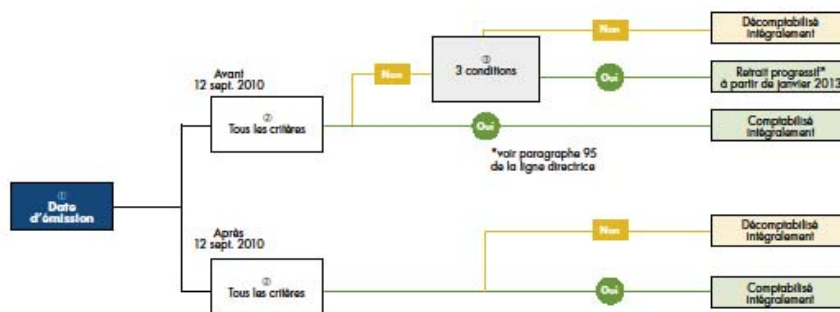 Non
Décomptabilisé
intégralement
③
3 conditions
Avant
12 sept. 2010
Non
Oui
Retrait progressif*
à partir de janvier 2013
②
Tous les critères
Oui
Comptabilisé
intégralement
*voir paragraphe 95
de la ligne directrice
①
Date
d'émission
Après
12 sept. 2010
Non
Décomptabilisé
intégralement
②
Tous les critères
Oui
Comptabilisé
intégralement